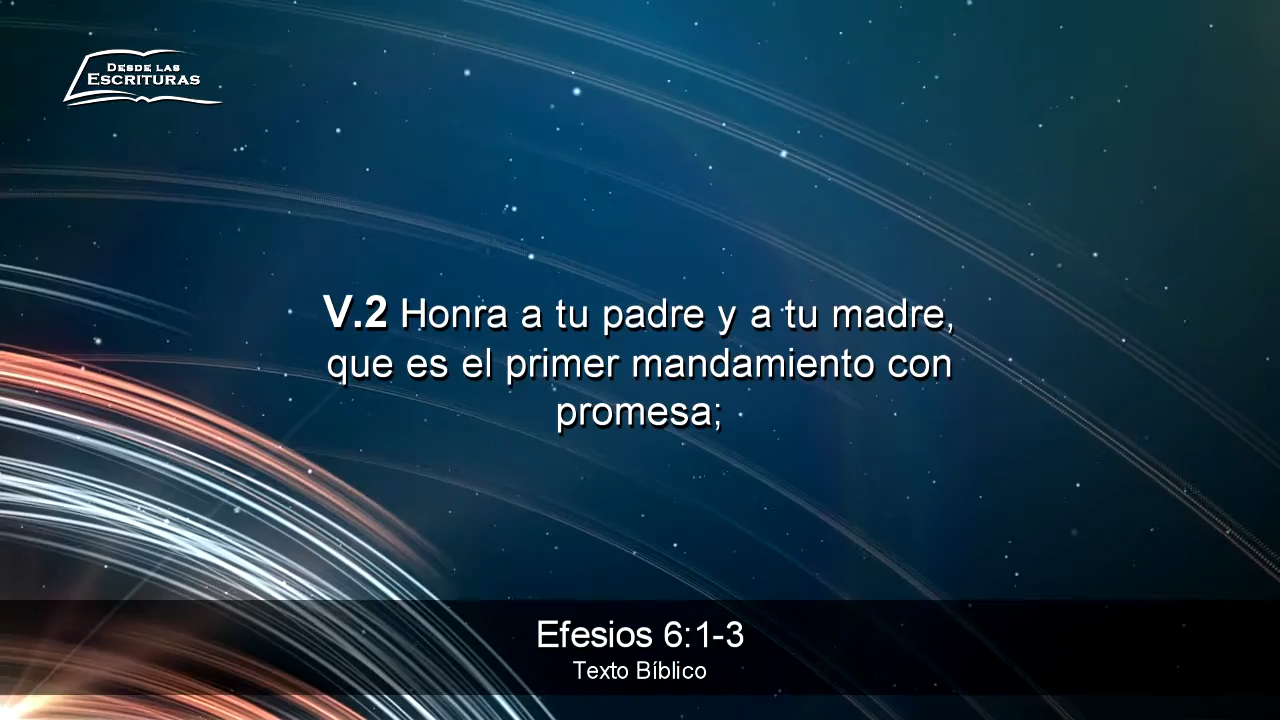 DESDE LAS
ESCRITURAS
V.2 Honra a tu padre y a tu madre,
que es el primer mandamiento con
promesa;
Efesios 6:1-3
Texto Bíblico